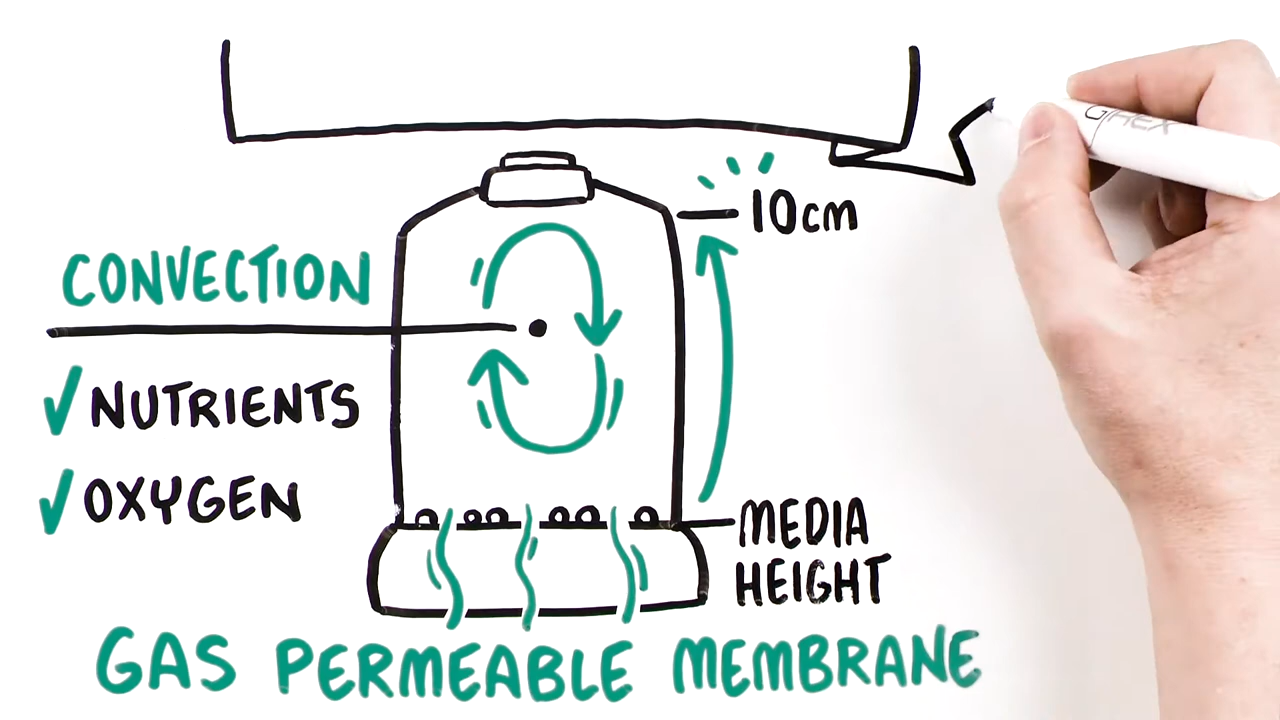 10cm
CONVECTION
NUTRIENTS
OXYGEN
MEDIA
HEIGHT
GAS PERMEABLE MEMBRANE